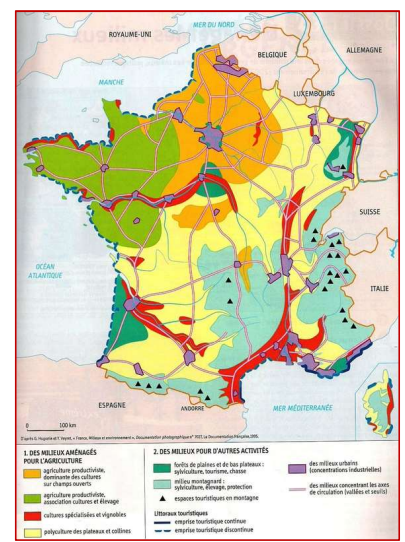 MER DU NORD
ROYAUME-UNI
BELGIQUE
ALLEMAGNE
MANCHE
LUXEMBOURG
SUISSE
OCÉAN
ATLANTIQUE
ITALIE
ESPAGNE
ANDORRE
MER MÉDITERRANÉE
0 100 km
1. DES MILIEUX AMÉNAGÉS
POUR L'AGRICULTURE
agriculture productiviste,
dominante des cultures
sur champs ouverts
agriculture productiviste,
association cultures et élevage
cultures spécialisées et vignobles
polyculture des plateaux et collines
2. DES MILIEUX POUR D'AUTRES ACTIVITÉS
forêts de plaines et de bas plateaux :
sylviculture, tourisme, chasse
milieu montagnard :
sylviculture, élevage, protection
espaces touristiques en montagne
Littoraux touristiques
emprise touristique continue
emprise touristique discontinue
des milieux urbains
(concentrations industrielles)
des milieux concentrant les axes
de circulation (vallées et seuils)